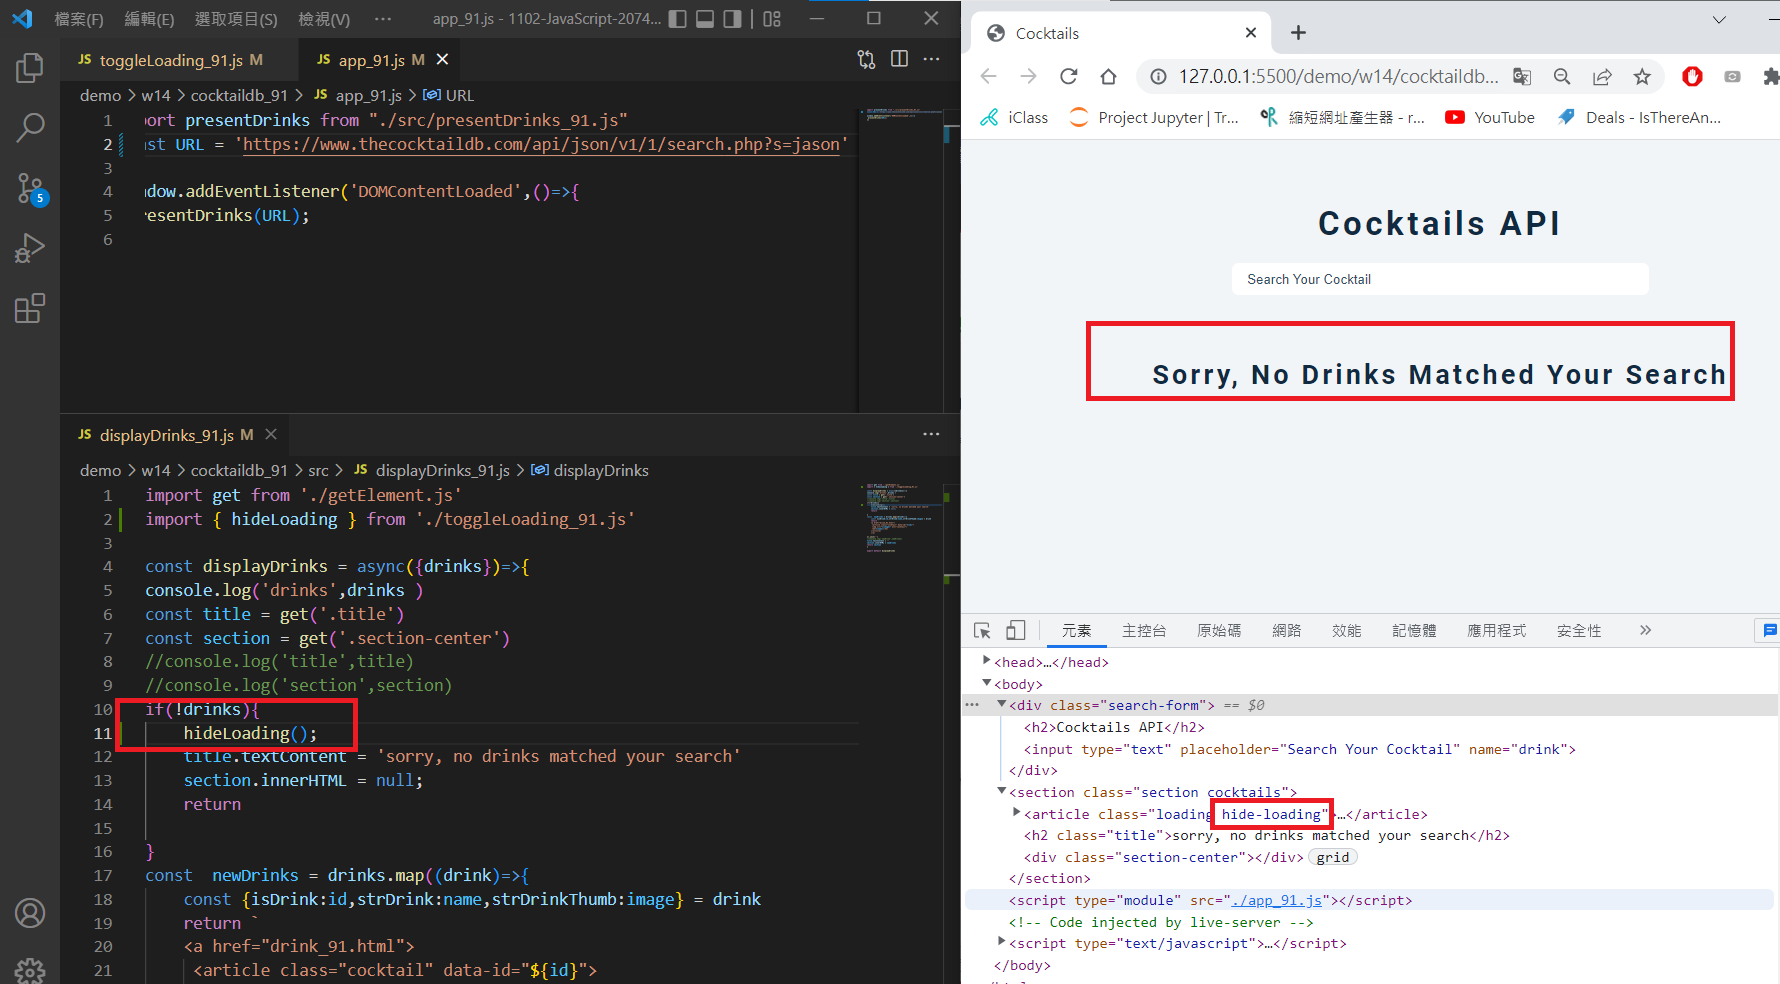 檔案(F) 編輯(E) 選取項目(S) 檢視(V) ··· app_91.js - 1102-JavaScript-2074...
JS toggleLoading_91.js M JS app_91.js M
demo > w14 > cocktaildb_91 > JS app_91.js > URL
1 port presentDrinks from "./src/presentDrinks_91.js"
2 st URL = 'https://www.thecocktaildb.com/api/json/v1/1/search.php?s=jason'
3
4 ndow.addEventListener('DOMContentLoaded',()=>{
5 resentDrinks(URL);
6
5
JS displayDrinks_91.js M
demo > w14 > cocktaildb_91 > src > JS displayDrinks_91.js > displayDrinks
1 import get from './getElement.js'
2 import { hideLoading } from './toggleLoading_91.js'
3
4 const displayDrinks = async({drinks})=>{
5 console.log('drinks',drinks )
6 const title = get('.title')
7 const section = get('.section-center')
8 //console.log('title',title)
9 //console.log('section',section)
10 if(!drinks){
11 hideLoading();
12 title.textContent = 'sorry, no drinks matched your search'
13 section.innerHTML = null;
14 return
15
16 }
17 const newDrinks = drinks.map((drink)=>{
18 const {isDrink:id,strDrink:name,strDrinkThumb:image} = drink
19 return `
20 <a href="drink_91.html">
21 <article class="cocktail" data-id="${id}">
Cocktails
127.0.0.1:5500/demo/w14/cocktaildb...
iClass Project Jupyter | Tr... 縮短網址產生器 - r... YouTube Deals - IsThereAn...
Cocktails API
Search Your Cocktail
Sorry, No Drinks Matched Your Search
元素 主控台 原始碼 網路 效能 記憶體 應用程式 安全性 »
<head>…</head>
<body>
··· <div class="search-form"> == $0
<h2>Cocktails API</h2>
<input type="text" placeholder="Search Your Cocktail" name="drink">
</div>
<section class="section cocktails">
<article class="loading hide-loading">…</article>
<h2 class="title">sorry, no drinks matched your search</h2>
<div class="section-center"></div> grid
</section>
<script type="module" src="./app_91.js"></script>
<!-- Code injected by live-server -->
<script type="text/javascript">…</script>
</body>